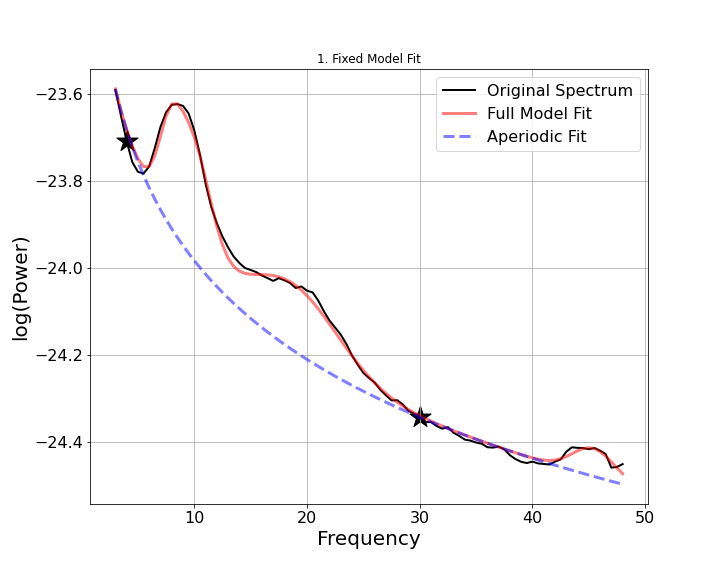 1. Fixed Model Fit
Original Spectrum
Full Model Fit
Aperiodic Fit
log(Power)
−23.6
−23.8
−24.0
−24.2
−24.4
10 20 30 40 50
Frequency